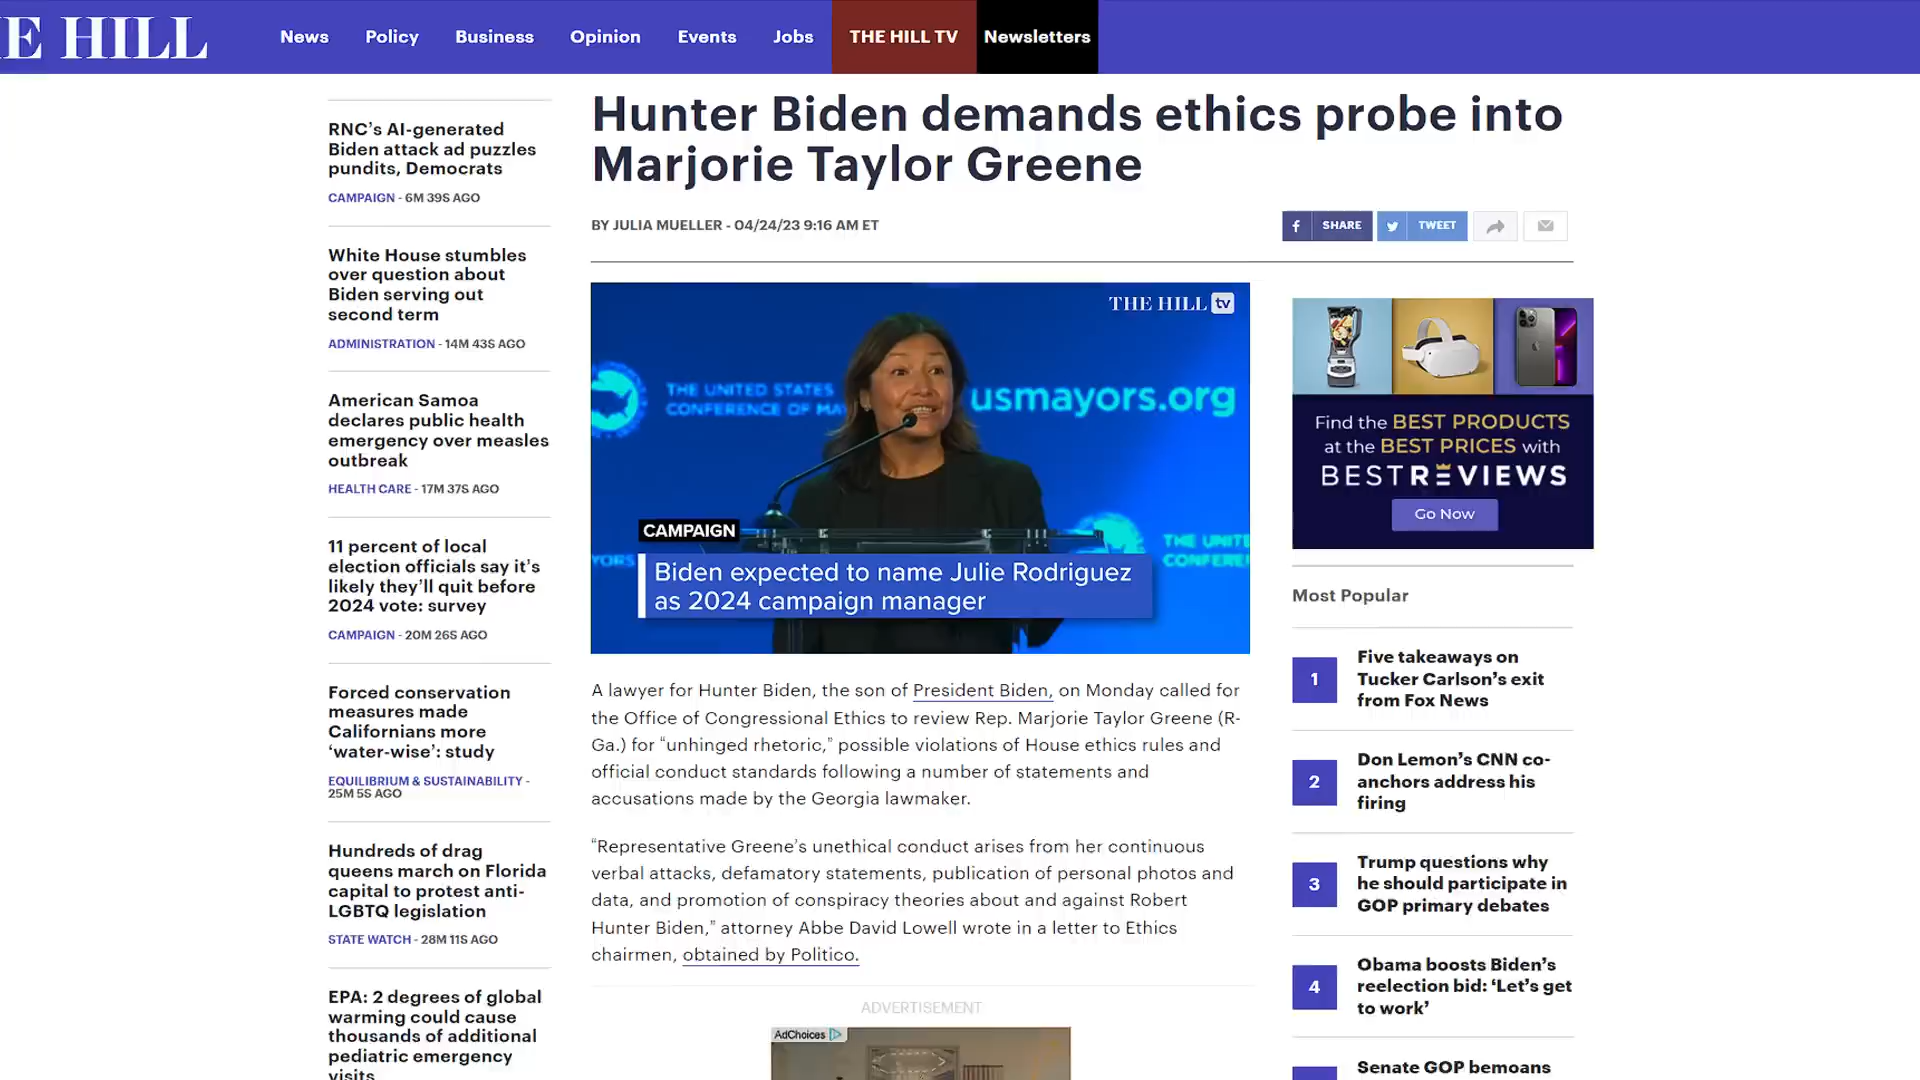 E HILL
News
Policy
Business
Opinion
Events
Jobs
THE HILL TV
Newsletters
RNC’s AI-generated
Biden attack ad puzzles
pundits, Democrats
CAMPAIGN - 6M 39S AGO
White House stumbles
over question about
Biden serving out
second term
ADMINISTRATION - 14M 43S AGO
American Samoa
declares public health
emergency over measles
outbreak
HEALTH CARE - 17M 37S AGO
11 percent of local
election officials say it’s
likely they’ll quit before
2024 vote: survey
CAMPAIGN - 20M 26S AGO
Forced conservation
measures made
Californians more
‘water-wise’: study
EQUILIBRIUM & SUSTAINABILITY -
25M 5S AGO
Hundreds of drag
queens march on Florida
capital to protest anti-
LGBTQ legislation
STATE WATCH - 28M 11S AGO
EPA: 2 degrees of global
warming could cause
thousands of additional
pediatric emergency
visits
Hunter Biden demands ethics probe into
Marjorie Taylor Greene
BY JULIA MUELLER - 04/24/23 9:16 AM ET
SHARE
TWEET
THE HILL tv
THE UNITED STATES
CONFERENCE OF MA
usmayors.org
YORS
THE UNITE
CONFERE
CAMPAIGN
Biden expected to name Julie Rodriguez
as 2024 campaign manager
A lawyer for Hunter Biden, the son of President Biden, on Monday called for
the Office of Congressional Ethics to review Rep. Marjorie Taylor Greene (R-
Ga.) for “unhinged rhetoric,” possible violations of House ethics rules and
official conduct standards following a number of statements and
accusations made by the Georgia lawmaker.
“Representative Greene’s unethical conduct arises from her continuous
verbal attacks, defamatory statements, publication of personal photos and
data, and promotion of conspiracy theories about and against Robert
Hunter Biden,” attorney Abbe David Lowell wrote in a letter to Ethics
chairmen, obtained by Politico.
ADVERTISEMENT
AdChoices
Find the BEST PRODUCTS
at the BEST PRICES with
BESTREVIEWS
Go Now
Most Popular
1
Five takeaways on
Tucker Carlson’s exit
from Fox News
2
Don Lemon’s CNN co-
anchors address his
firing
3
Trump questions why
he should participate in
GOP primary debates
4
Obama boosts Biden’s
reelection bid: ‘Let’s get
to work’
Senate GOP bemoans